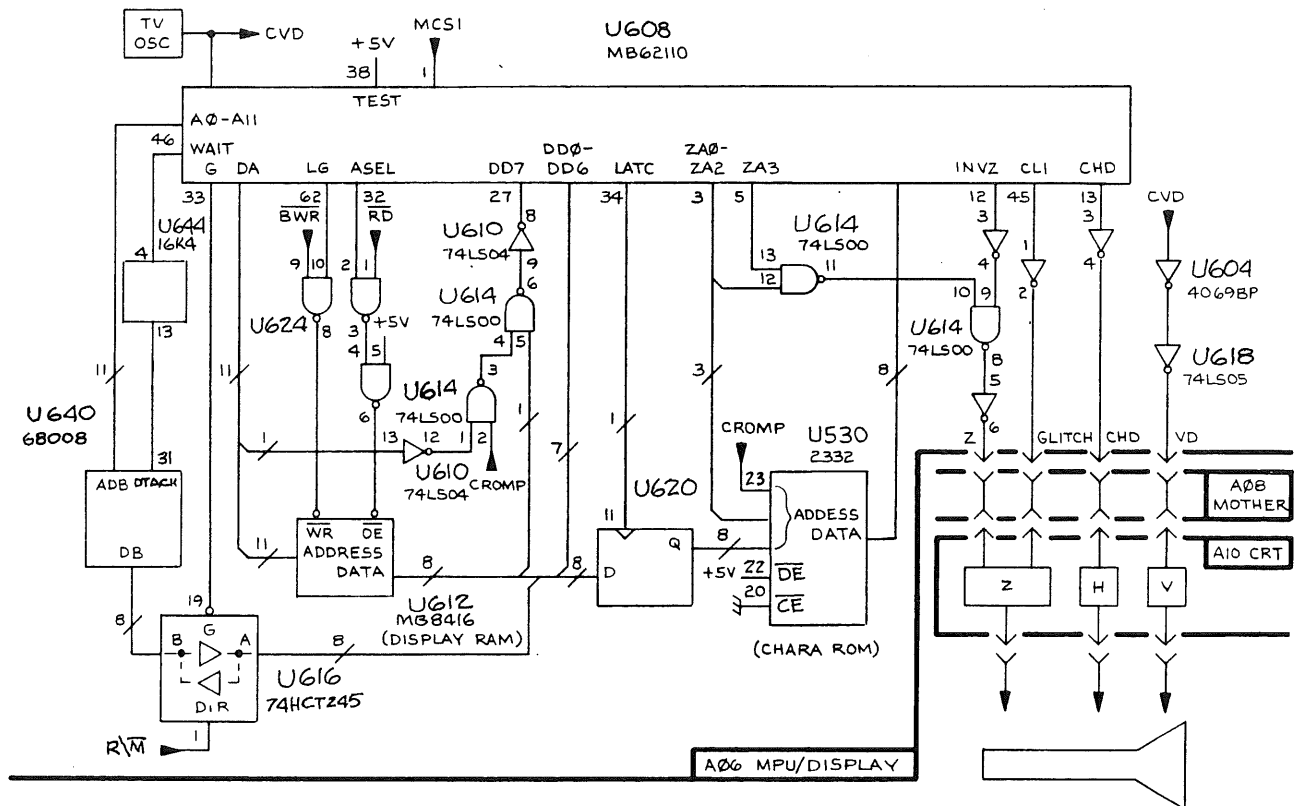 TV
OSC
CVD
+5V
38
MCS1
1
U608
MB62110
TEST
AØ-A11
46
WAIT
G
DA
LG
ASEL
DD7
DDØ-
DD6
LATC
ZAØ-
ZA2
ZA3
INVZ
CL1
CHD
33
62
32
27
34
3
5
12
45
13
CVD
BWR
RD
8
U610
74LS04
9
U614
74LS00
13
12
11
3
4
1
2
3
4
U604
4069BP
U644
16K4
4
13
9
10
2
1
U624
8
3
+5V
4
5
6
6
U614
74LS00
4
5
3
U614
74LS00
1
2
10
9
U614
74LS00
8
5
6
U618
74LS05
11
11
1
13
12
U610
74LS04
CROMP
1
7
1
3
8
U640
68008
31
ADB
DTACH
DB
CROMP
23
U530
2332
ADDESS
DATA
Z
GLITCH
CHD
VD
AØ8
MOTHER
A10 CRT
WR
OE
ADDRESS
DATA
11
8
U612
MB8416
(DISPLAY RAM)
8
U620
11
D
Q
8
+5V
22
DE
20
CE
(CHARA ROM)
Z
H
V
8
19
G
B
A
DIR
8
U616
74HCT245
R\M
1
AØ6 MPU/DISPLAY